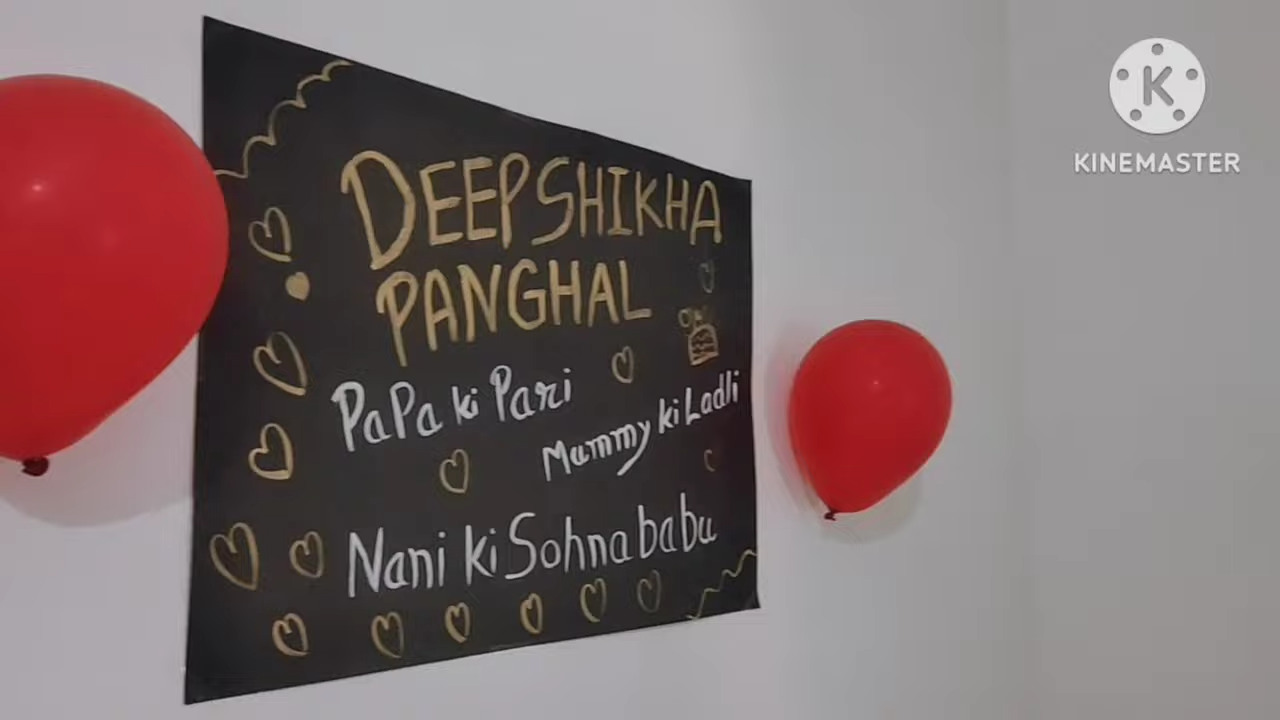 DEEPSHIKHA
PANGHAL
PaPa ki Pari
Mummy ki Ladli
Nani ki Sohna babu
K
KINEMASTER